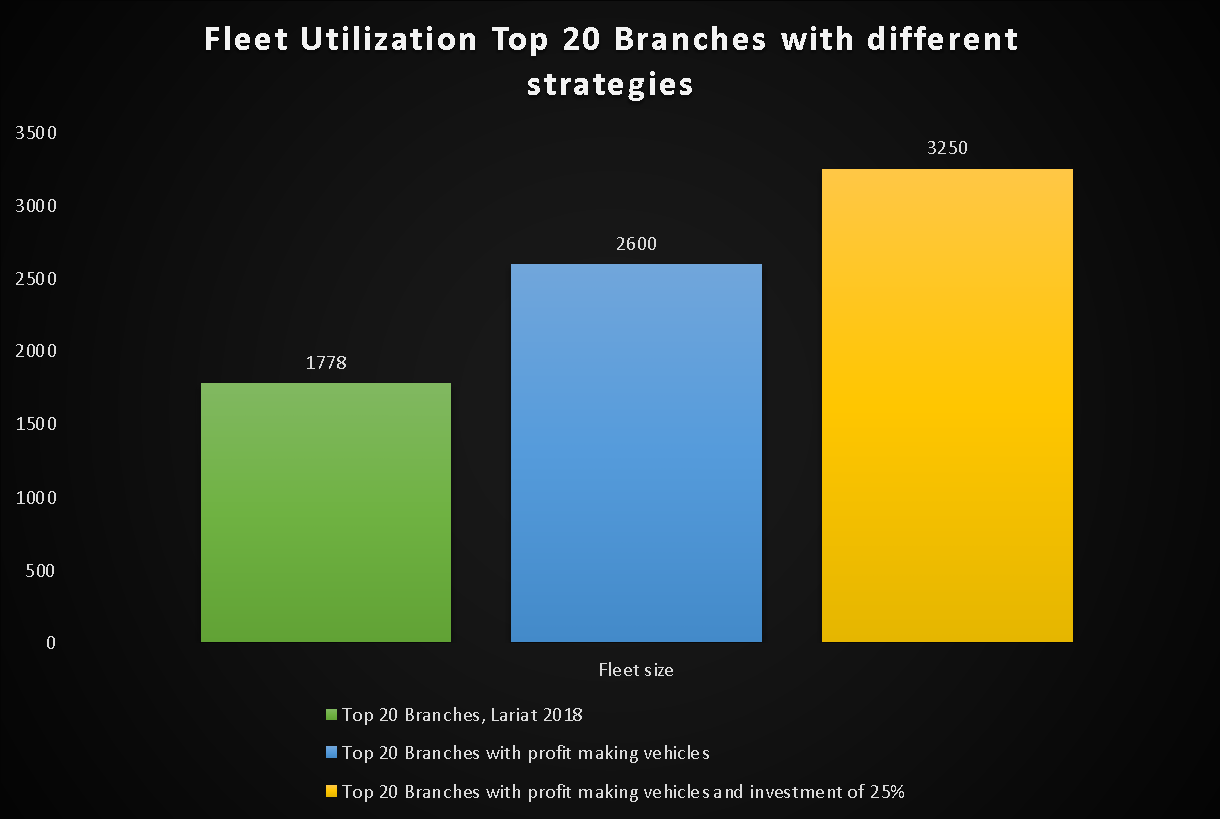 Fleet Utilization Top 20 Branches with different
strategies
3500
3000
2500
2000
1500
1000
500
0
1778
2600
3250
Fleet size
Top 20 Branches, Lariat 2018
Top 20 Branches with profit making vehicles
Top 20 Branches with profit making vehicles and investment of 25%